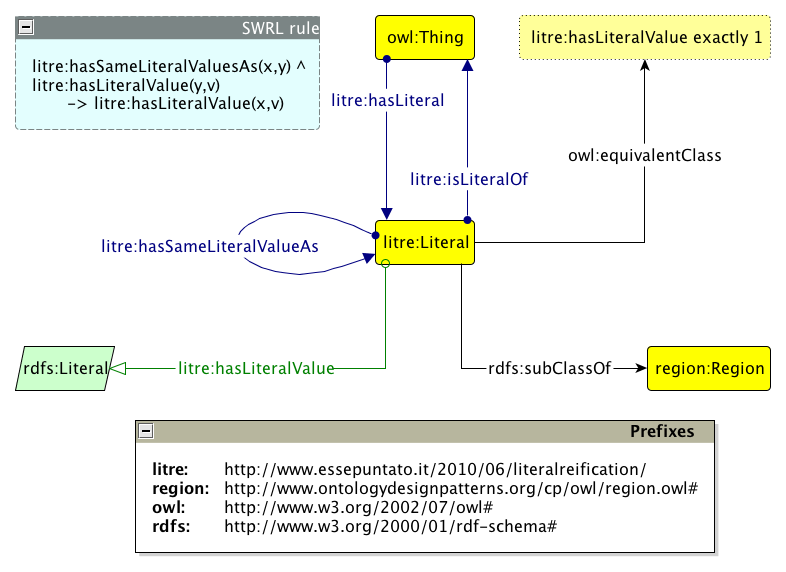 SWRL rule
litre:hasSameLiteralValuesAs(x,y) ^
litre:hasLiteralValue(y,v)
-> litre:hasLiteralValue(x,v)
owl:Thing
litre:hasLiteralValue exactly 1
litre:hasLiteral
owl:equivalentClass
litre:isLiteralOf
litre:hasSameLiteralValueAs
litre:Literal
rdfs:Literal
litre:hasLiteralValue
rdfs:subClassOf
region:Region
Prefixes
litre: http://www.essepuntato.it/2010/06/literalreification/
region: http://www.ontologydesignpatterns.org/cp/owl/region.owl#
owl: http://www.w3.org/2002/07/owl#
rdfs: http://www.w3.org/2000/01/rdf-schema#